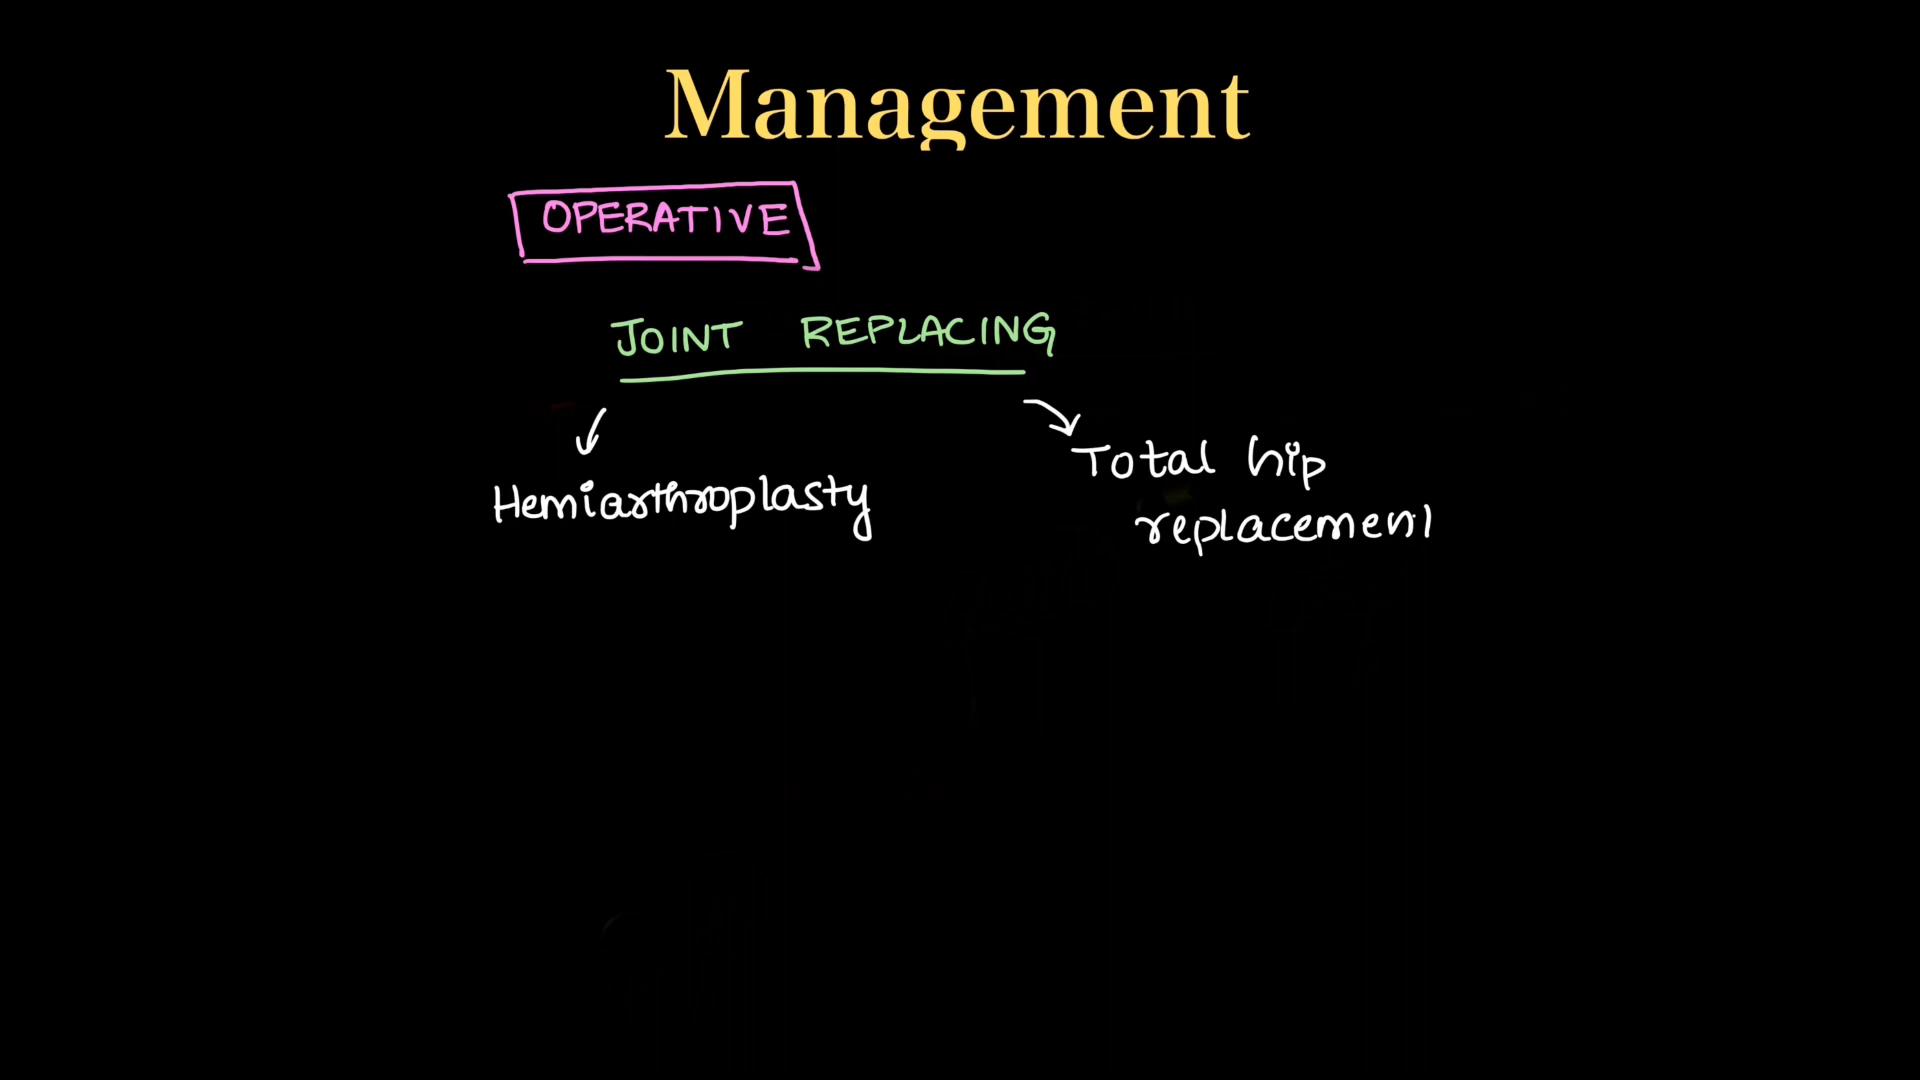 Management
OPERATIVE
JOINT REPLACING
Hemiarthroplasty
Total hip
replacement